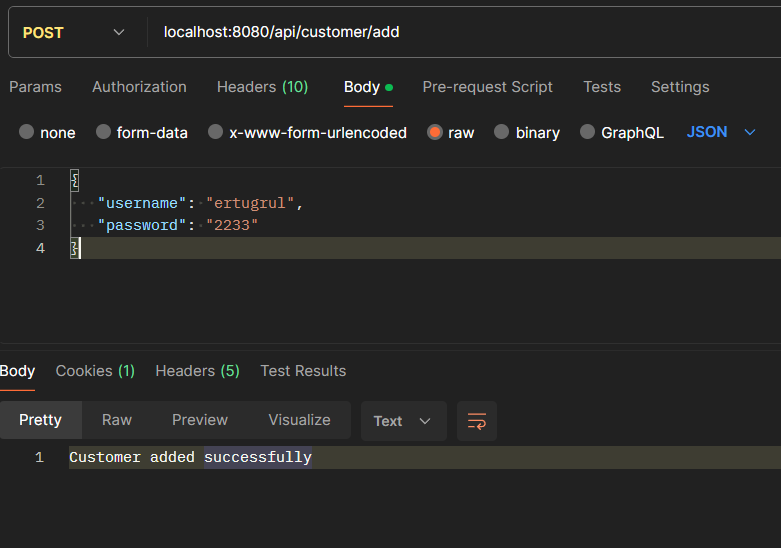 POST localhost:8080/api/customer/add
Params Authorization Headers (10) Body Pre-request Script Tests Settings
none form-data x-www-form-urlencoded raw binary GraphQL JSON
1 {
2 "username": "ertugrul",
3 "password": "2233"
4 }
Body Cookies (1) Headers (5) Test Results
Pretty Raw Preview Visualize Text
1 Customer added successfully